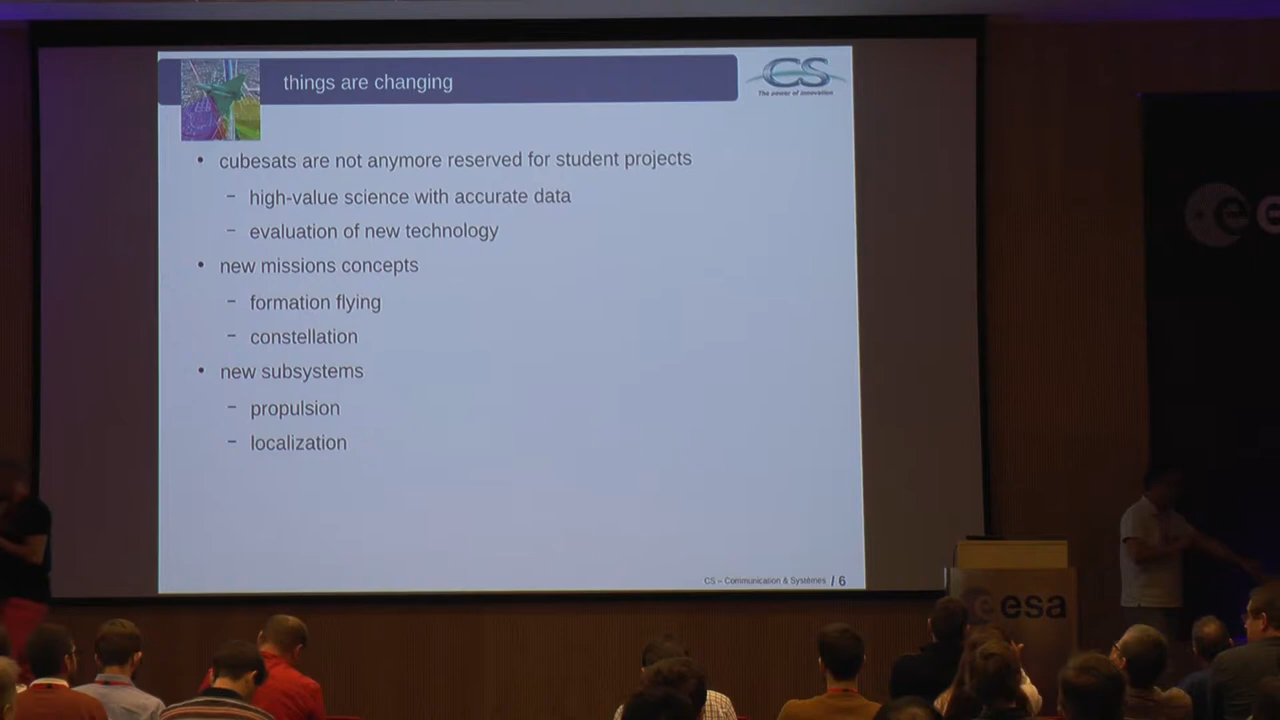 things are changing
CS
The power of innovation
• cubesats are not anymore reserved for student projects
– high-value science with accurate data
– evaluation of new technology
• new missions concepts
– formation flying
– constellation
• new subsystems
– propulsion
– localization
CS – Communication & Systèmes / 6
esa
e